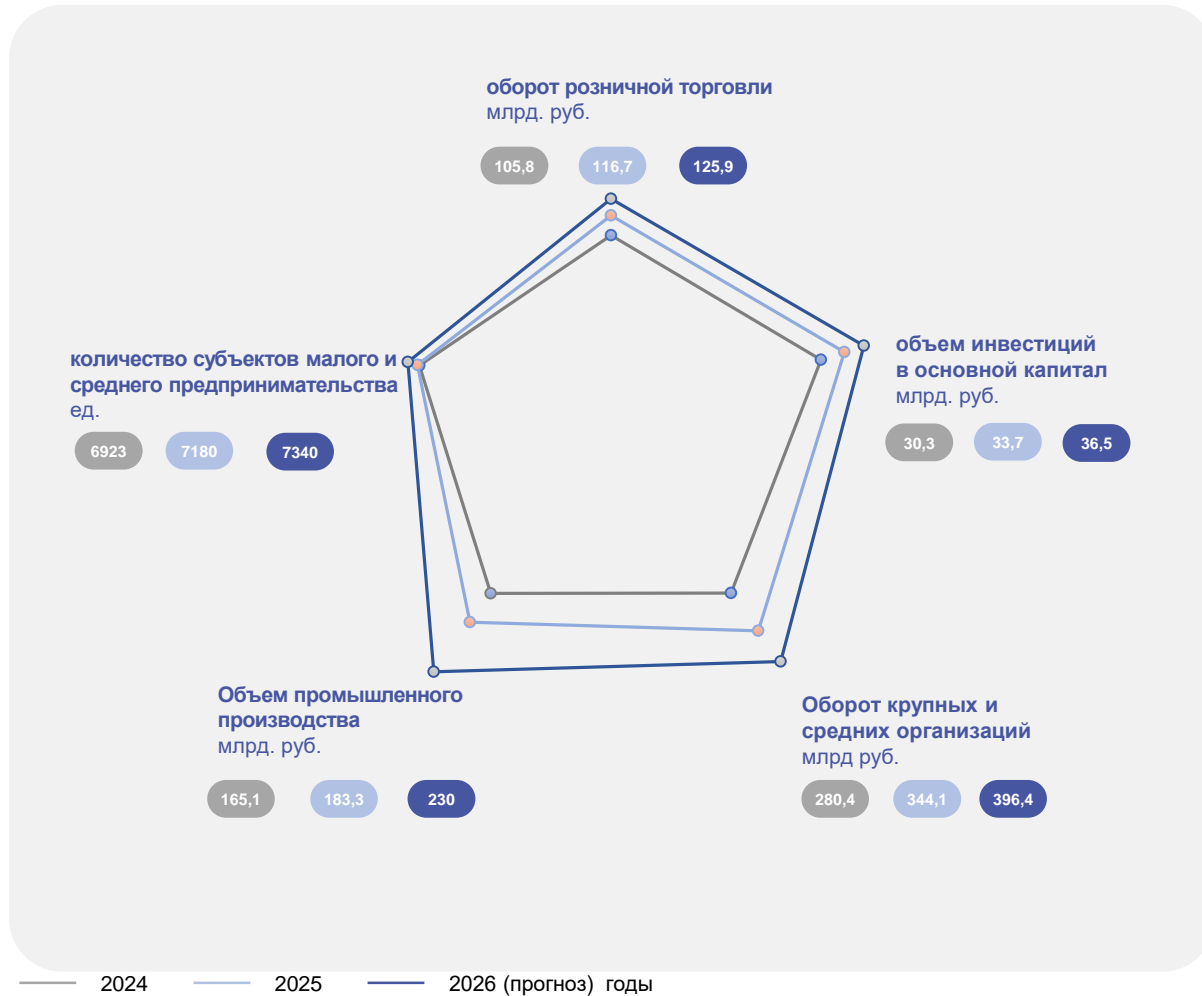 оборот розничной торговли
млрд. руб.
105,8 116,7 125,9
количество субъектов малого и
среднего предпринимательства
ед.
6923 7180 7340
объем инвестиций
в основной капитал
млрд. руб.
30,3 33,7 36,5
Объем промышленного
производства
млрд. руб.
165,1 183,3 230
Оборот крупных и
средних организаций
млрд руб.
280,4 344,1 396,4
2024 2025 2026 (прогноз) годы